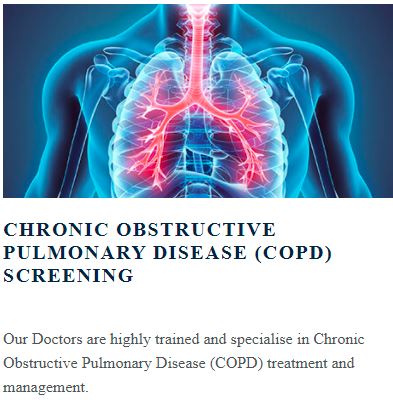 CHRONIC OBSTRUCTIVE
PULMONARY DISEASE (COPD)
SCREENING
Our Doctors are highly trained and specialise in Chronic
Obstructive Pulmonary Disease (COPD) treatment and
management.